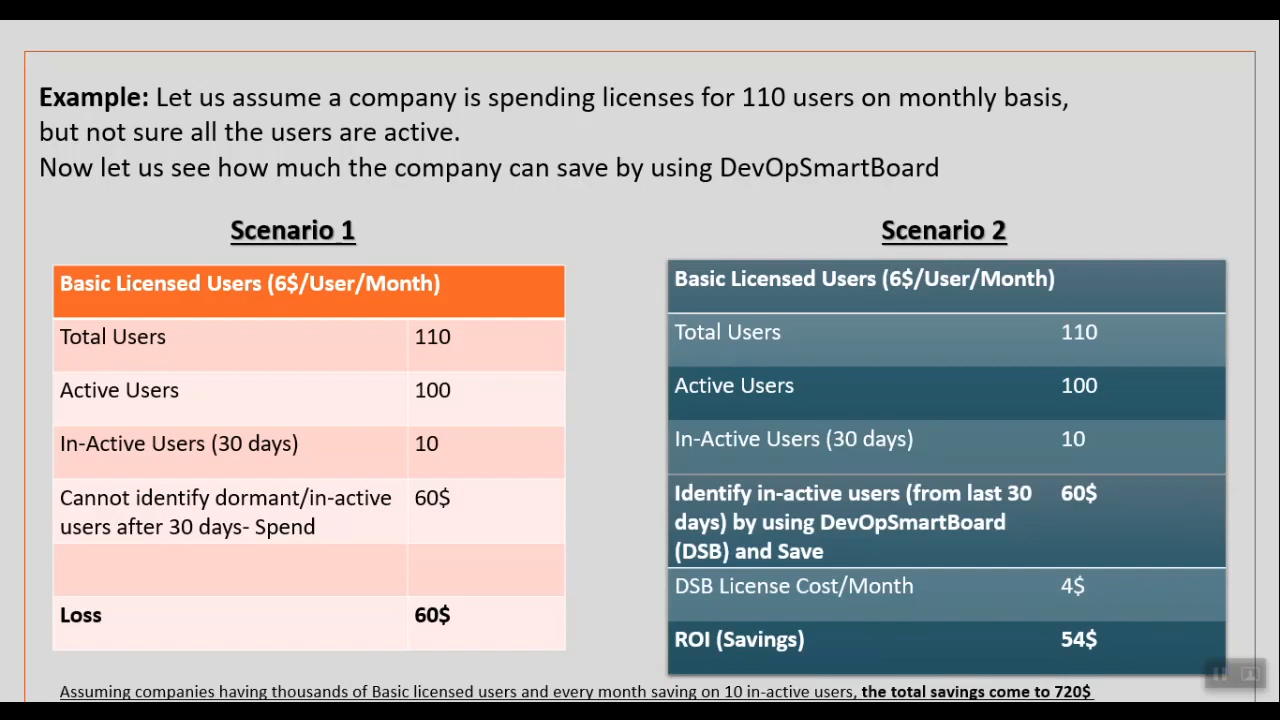 Example: Let us assume a company is spending licenses for 110 users on monthly basis,
but not sure all the users are active.
Now let us see how much the company can save by using DevOpSmartBoard
Scenario 1
Basic Licensed Users (6$/User/Month)
Total Users 110
Active Users 100
In-Active Users (30 days) 10
Cannot identify dormant/in-active 60$
users after 30 days- Spend
Loss 60$
Scenario 2
Basic Licensed Users (6$/User/Month)
Total Users 110
Active Users 100
In-Active Users (30 days) 10
Identify in-active users (from last 30 60$
days) by using DevOpSmartBoard
(DSB) and Save
DSB License Cost/Month 4$
ROI (Savings) 54$
Assuming companies having thousands of Basic licensed users and every month saving on 10 in-active users, the total savings come to 720$